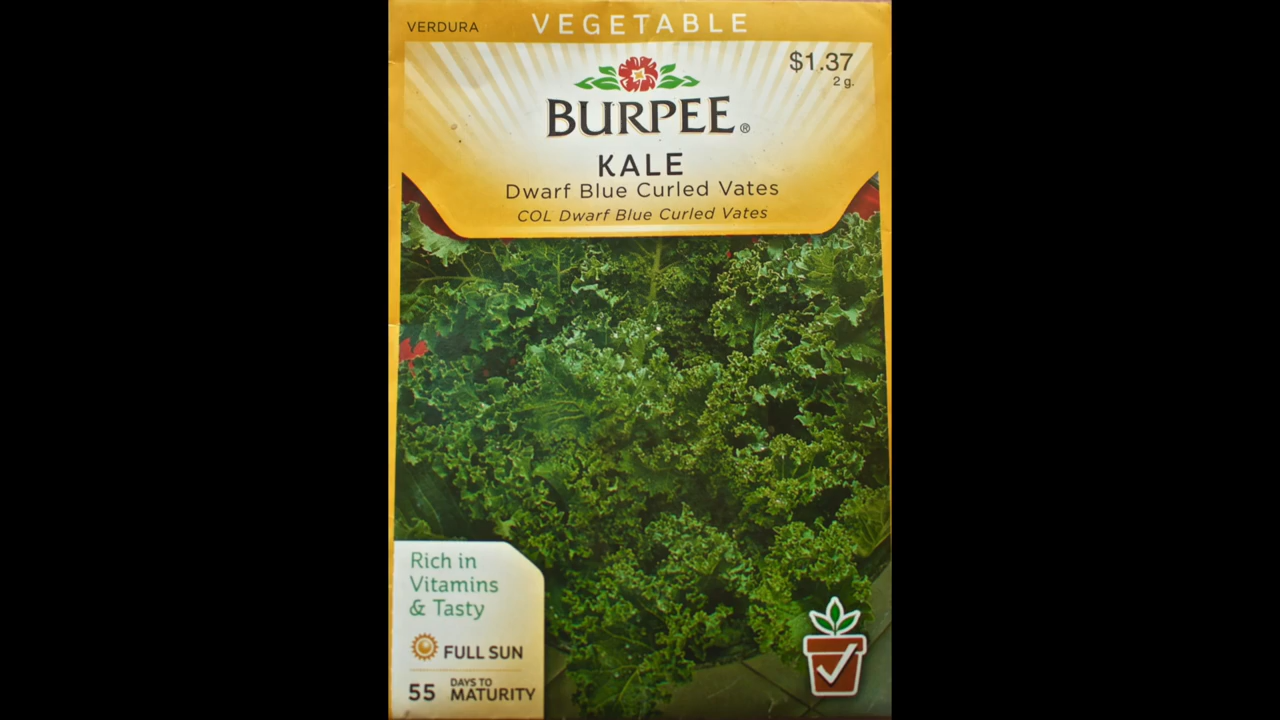 VERDURA
VEGETABLE
$1.37
2 g.
BURPEE®
KALE
Dwarf Blue Curled Vates
COL Dwarf Blue Curled Vates
Rich in
Vitamins
& Tasty
FULL SUN
55 DAYS TO
MATURITY